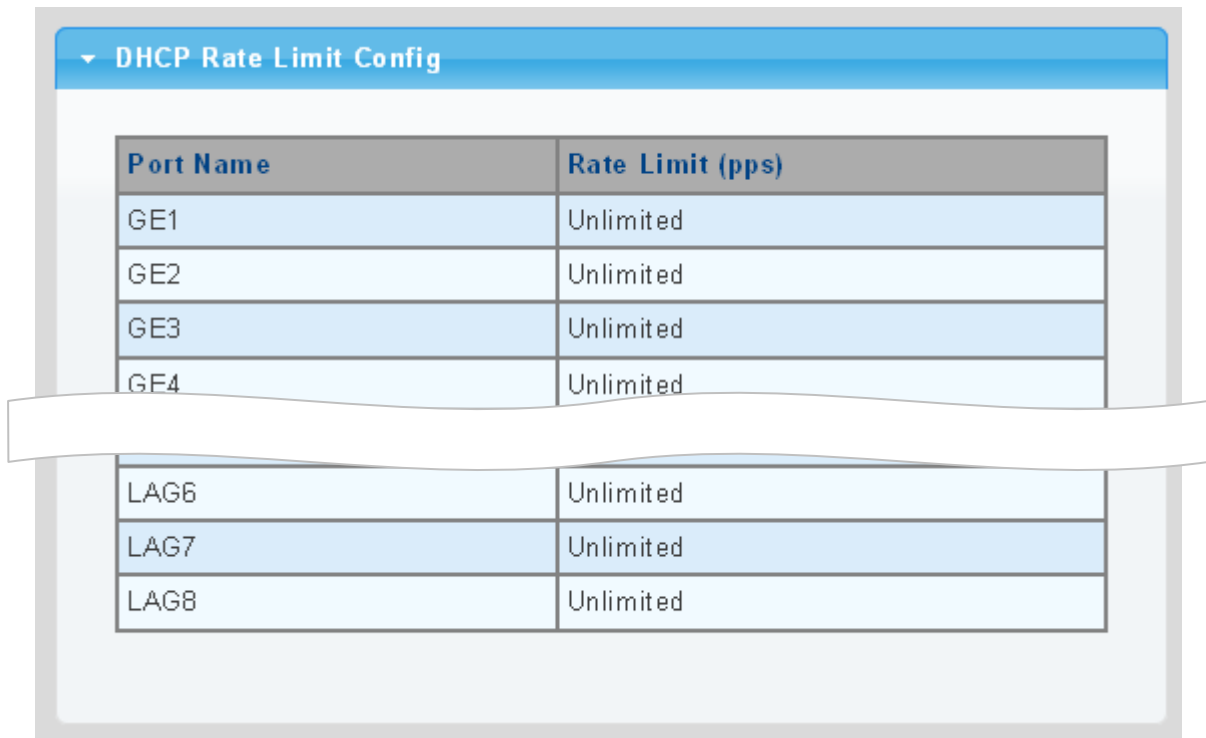 DHCP Rate Limit Config
Port Name Rate Limit (pps)
GE1 Unlimited
GE2 Unlimited
GE3 Unlimited
GE4 Unlimited
LAG6 Unlimited
LAG7 Unlimited
LAG8 Unlimited